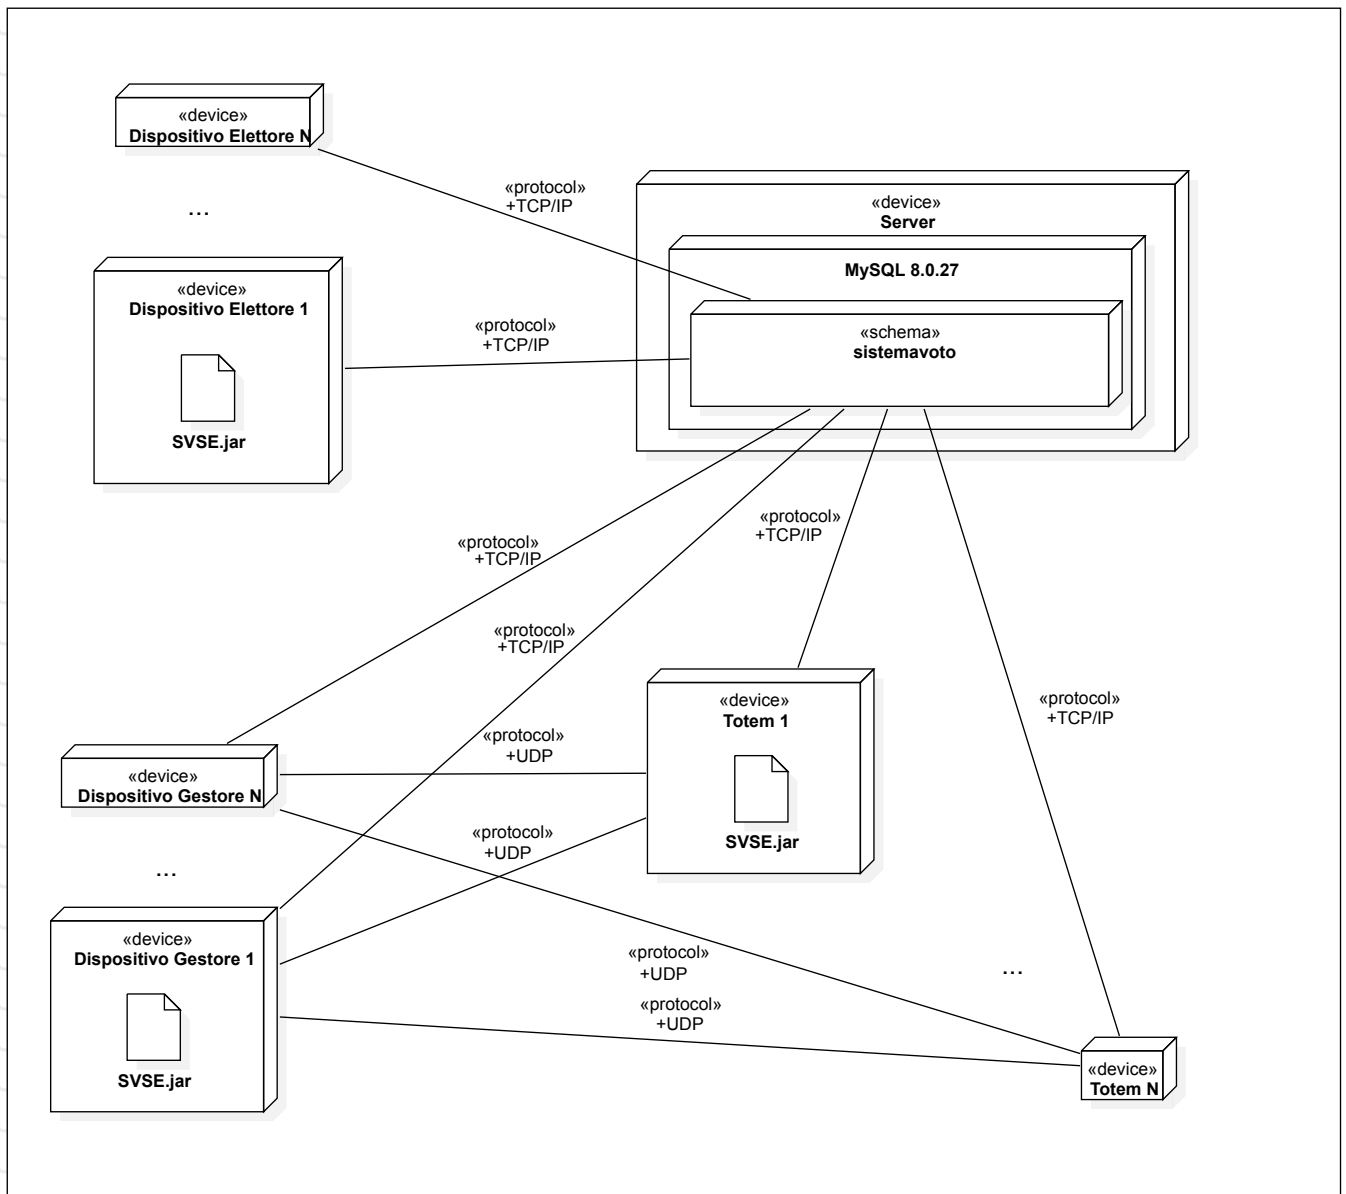 «device»
Dispositivo Elettore N
...
«protocol»
+TCP/IP
«device»
Server
MySQL 8.0.27
«schema»
sistemavoto
«device»
Dispositivo Elettore 1
SVSE.jar
«protocol»
+TCP/IP
«protocol»
+TCP/IP
«protocol»
+TCP/IP
«protocol»
+TCP/IP
«protocol»
+TCP/IP
«device»
Totem 1
SVSE.jar
«protocol»
+UDP
«device»
Dispositivo Gestore N
«protocol»
+UDP
...
«device»
Dispositivo Gestore 1
SVSE.jar
«protocol»
+UDP
...
«protocol»
+UDP
«device»
Totem N